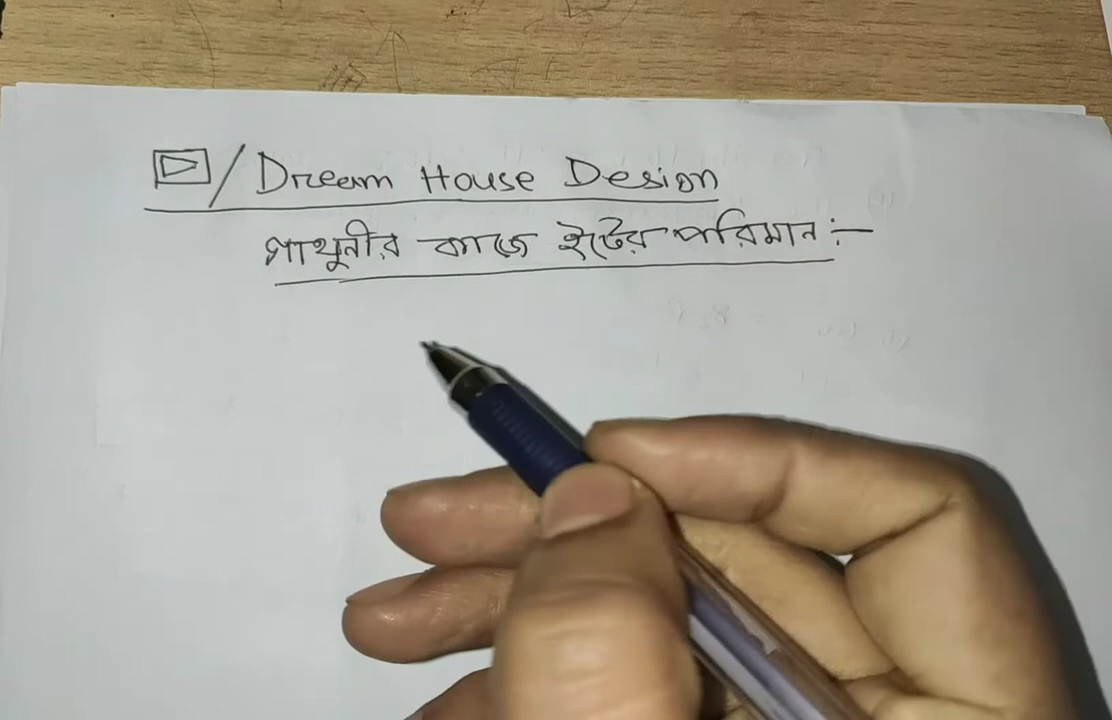 / Dream House Design
গাথুনীর কাজে ইটের পরিমান :—